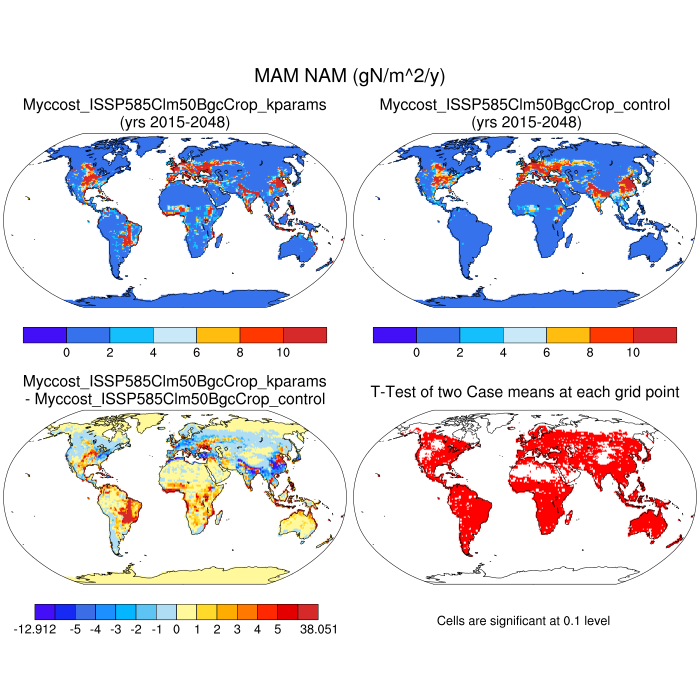 MAM NAM (gN/m^2/y)
Myccost_ISSP585Clm50BgcCrop_kparams
(yrs 2015-2048)
Myccost_ISSP585Clm50BgcCrop_control
(yrs 2015-2048)
0 2 4 6 8 10
0 2 4 6 8 10
Myccost_ISSP585Clm50BgcCrop_kparams
- Myccost_ISSP585Clm50BgcCrop_control
T-Test of two Case means at each grid point
-12.912 -5 -4 -3 -2 -1 0 1 2 3 4 5 38.051
Cells are significant at 0.1 level